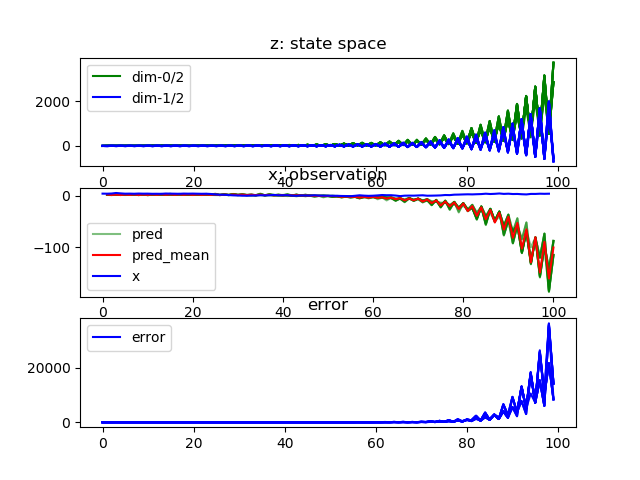 z: state space
dim-0/2
dim-1/2
2000
0
0 20 40 60 80 100
x: observation
0
−100
pred
pred_mean
x
0 20 40 60 80 100
error
error
20000
0
0 20 40 60 80 100